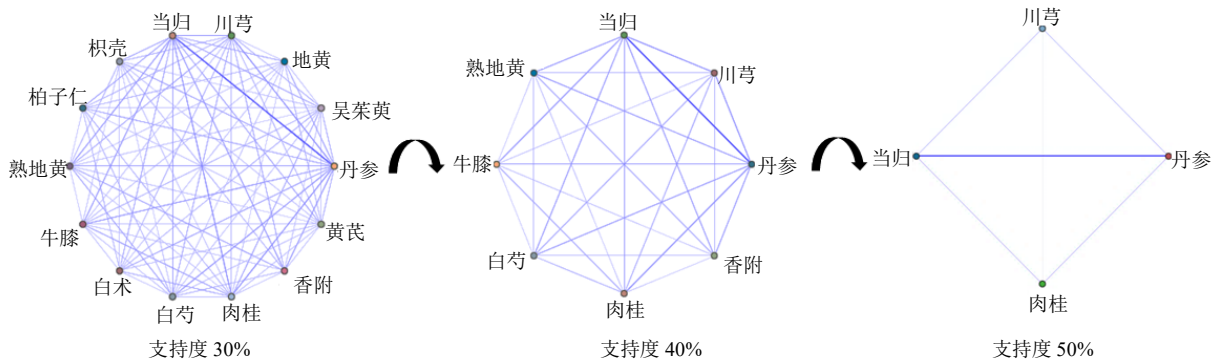 当归
川芎
枳壳
地黄
柏子仁
吴茱萸
熟地黄
丹参
牛膝
黄芪
白术
香附
白芍
肉桂
支持度 30%
当归
熟地黄
川芎
牛膝
丹参
白芍
香附
肉桂
支持度 40%
川芎
当归
丹参
肉桂
支持度 50%